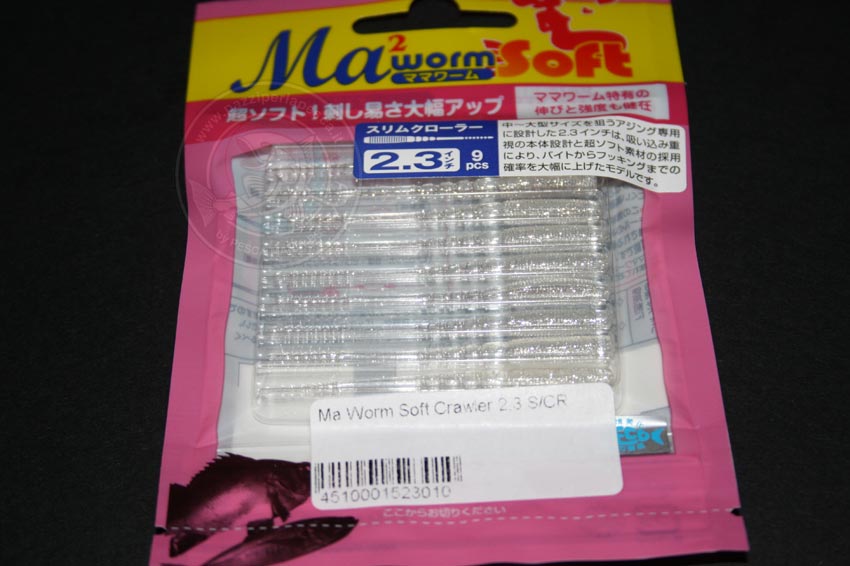 Ma2 worm Soft
ママワーム
超ソフト!刺し易さ大幅アップ
ママワーム特有の
伸びと強度も健在
スリムクローラー
2.3インチ 9 pcs
中~大型サイズを狙うアジング専用
に設計した2.3インチは、吸い込み重
視の本体設計と超ソフト素材の採用
により、バイトからフッキングまでの
確率を大幅に上げたモデルです。
Ma Worm Soft Crawler 2.3 S/CR
4510001523010
ここからお切りください